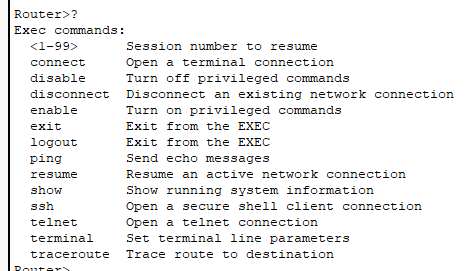 Router>?
Exec commands:
  <1-99>      Session number to resume
  connect     Open a terminal connection
  disable     Turn off privileged commands
  disconnect  Disconnect an existing network connection
  enable      Turn on privileged commands
  exit        Exit from the EXEC
  logout      Exit from the EXEC
  ping        Send echo messages
  resume      Resume an active network connection
  show        Show running system information
  ssh         Open a secure shell client connection
  telnet      Open a telnet connection
  terminal    Set terminal line parameters
  traceroute  Trace route to destination
Router>